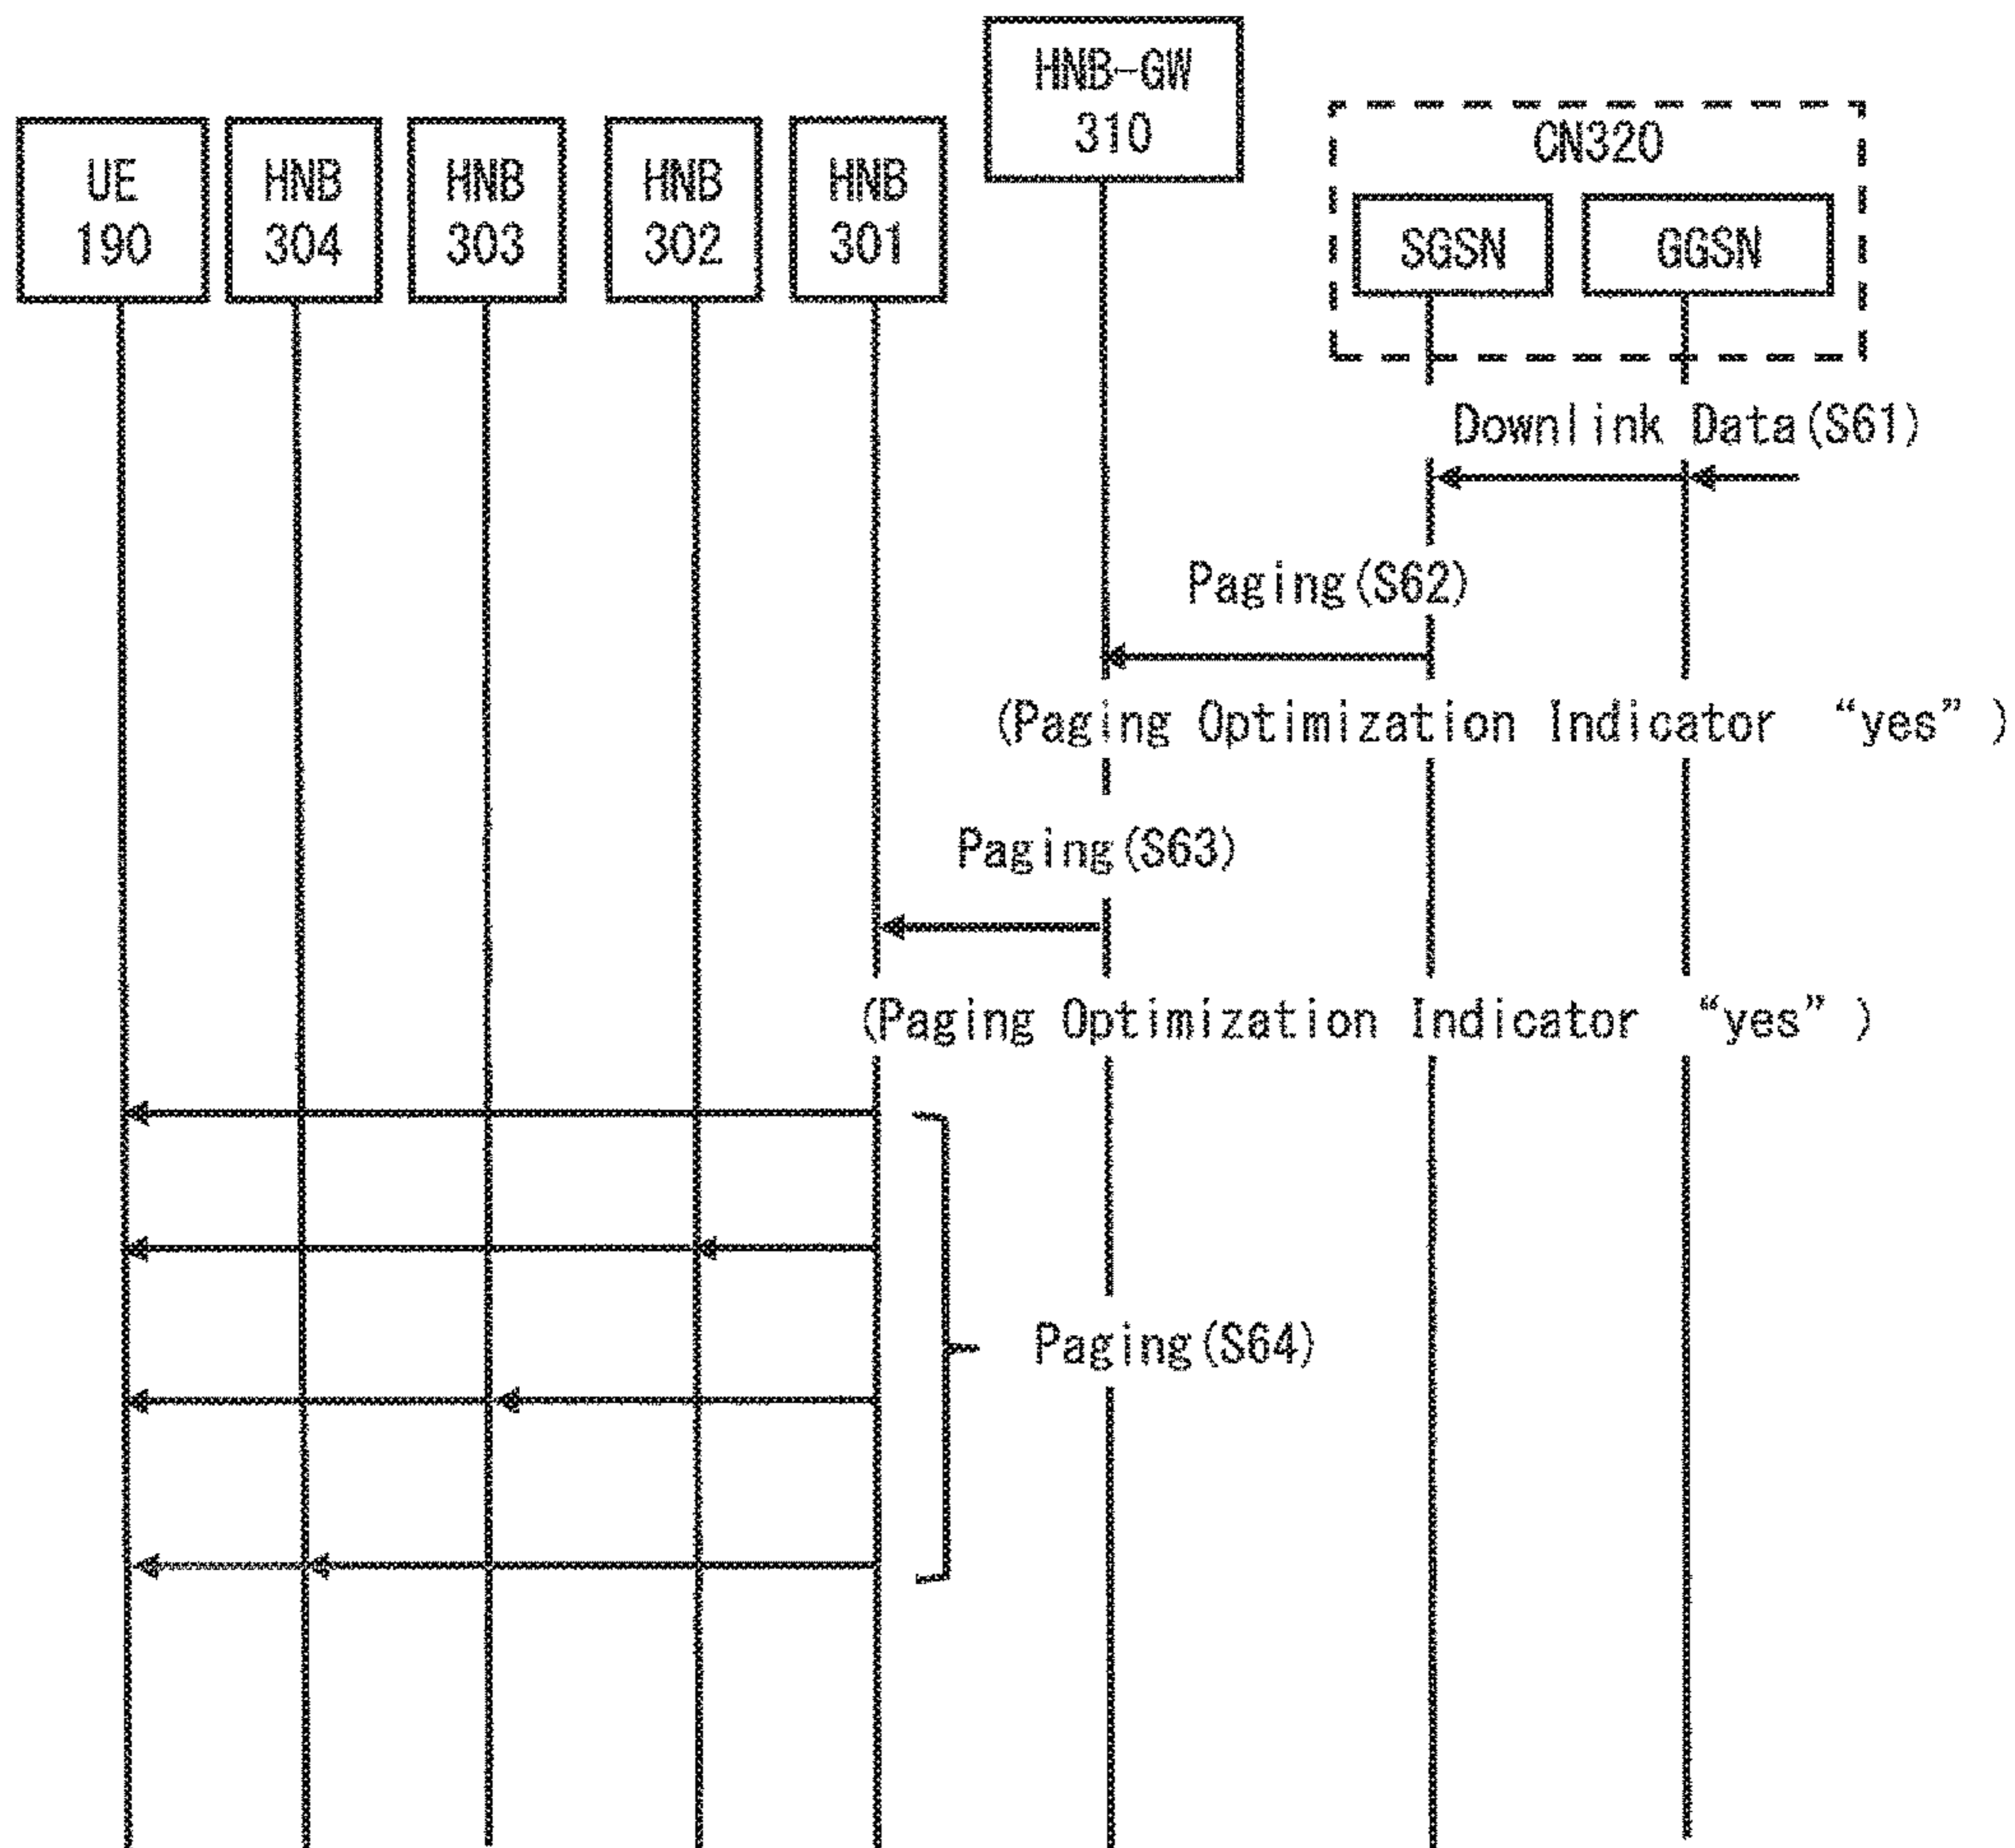 HNB-GW
310
CN320
UE
190
HNB
304
HNB
303
HNB
302
HNB
301
SGSN
GGSN
Downlink Data(S61)
Paging(S62)
(Paging Optimization Indicator “yes” )
Paging(S63)
(Paging Optimization Indicator “yes” )
Paging(S64)